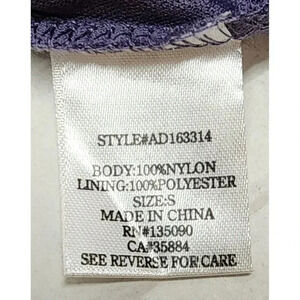 STYLE#AD163314
BODY:100%NYLON
LINING:100%POLYESTER
SIZE:S
MADE IN CHINA
RN#135090
CA#35884
SEE REVERSE FOR CARE